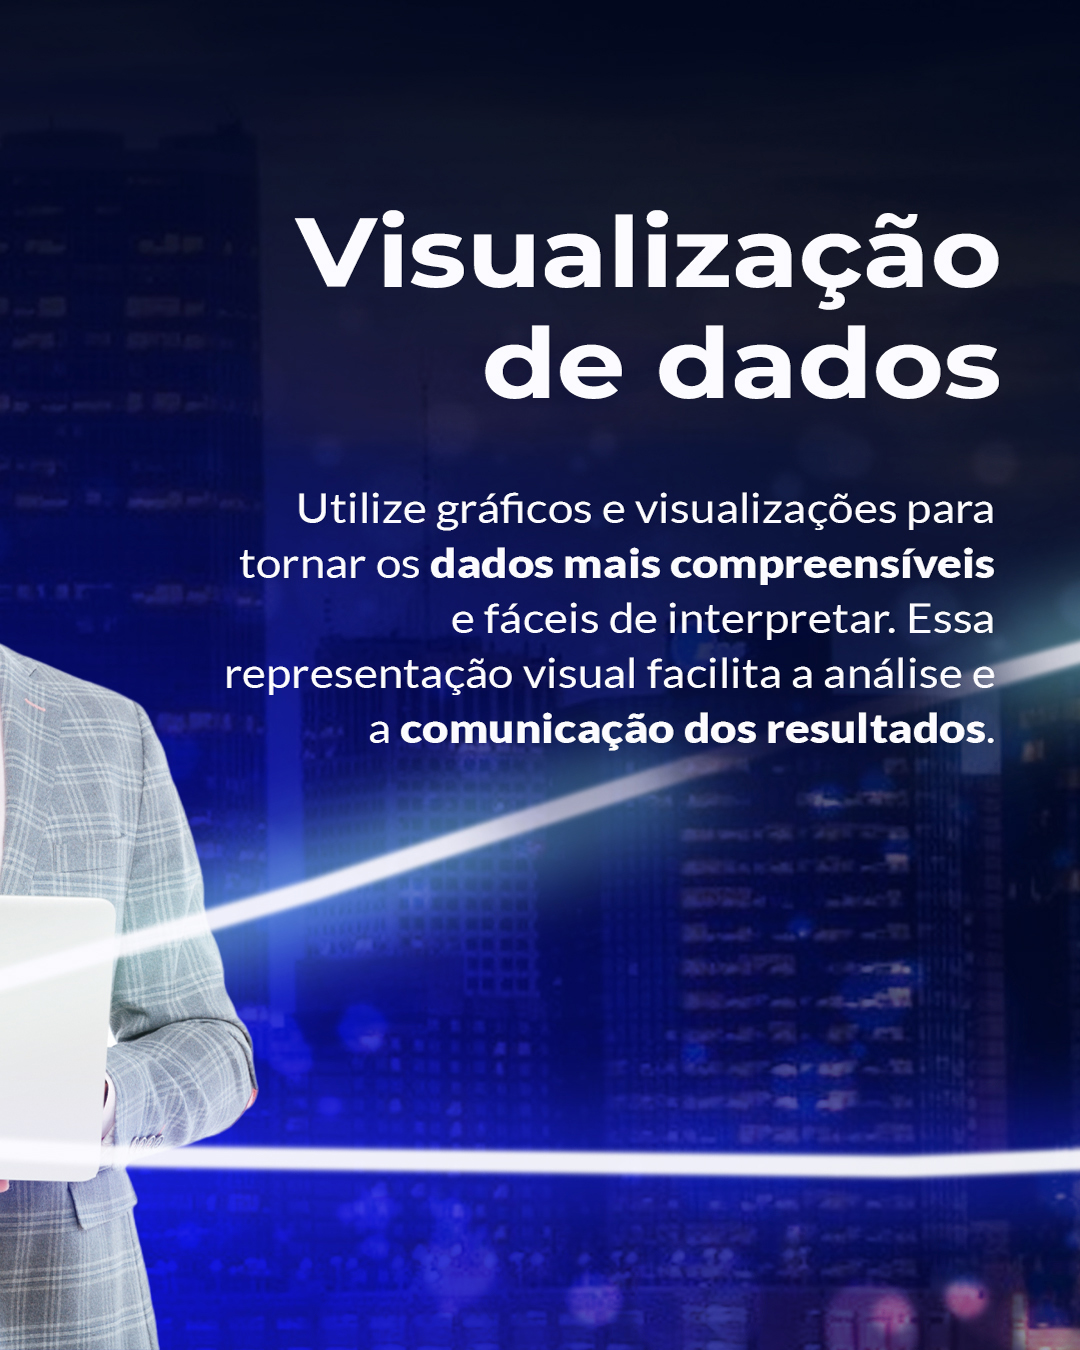 Visualização
de dados
Utilize gráficos e visualizações para
tornar os dados mais compreensíveis
e fáceis de interpretar. Essa
representação visual facilita a análise e
a comunicação dos resultados.